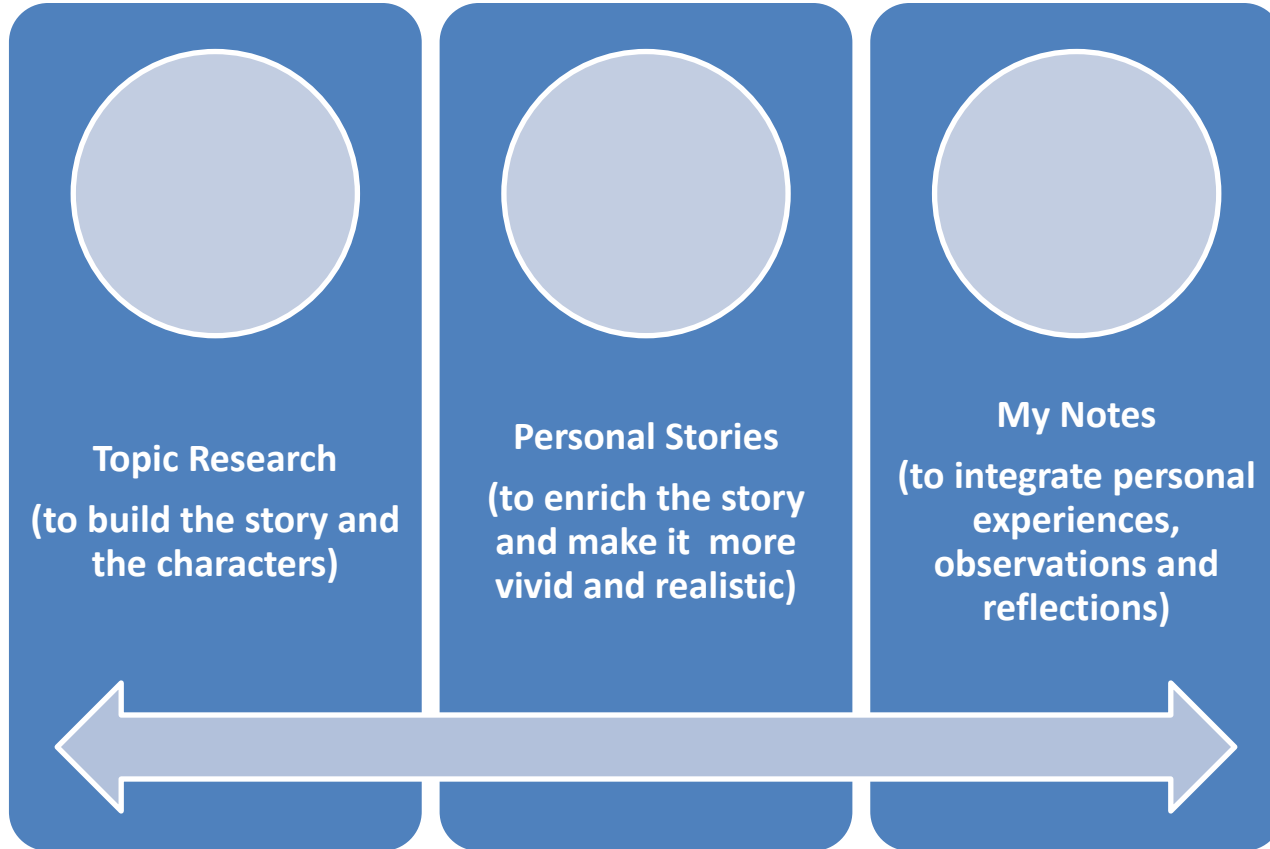 Topic Research
(to build the story and
the characters)
Personal Stories
(to enrich the story
and make it  more
vivid and realistic)
My Notes
(to integrate personal
experiences,
observations and
reflections)